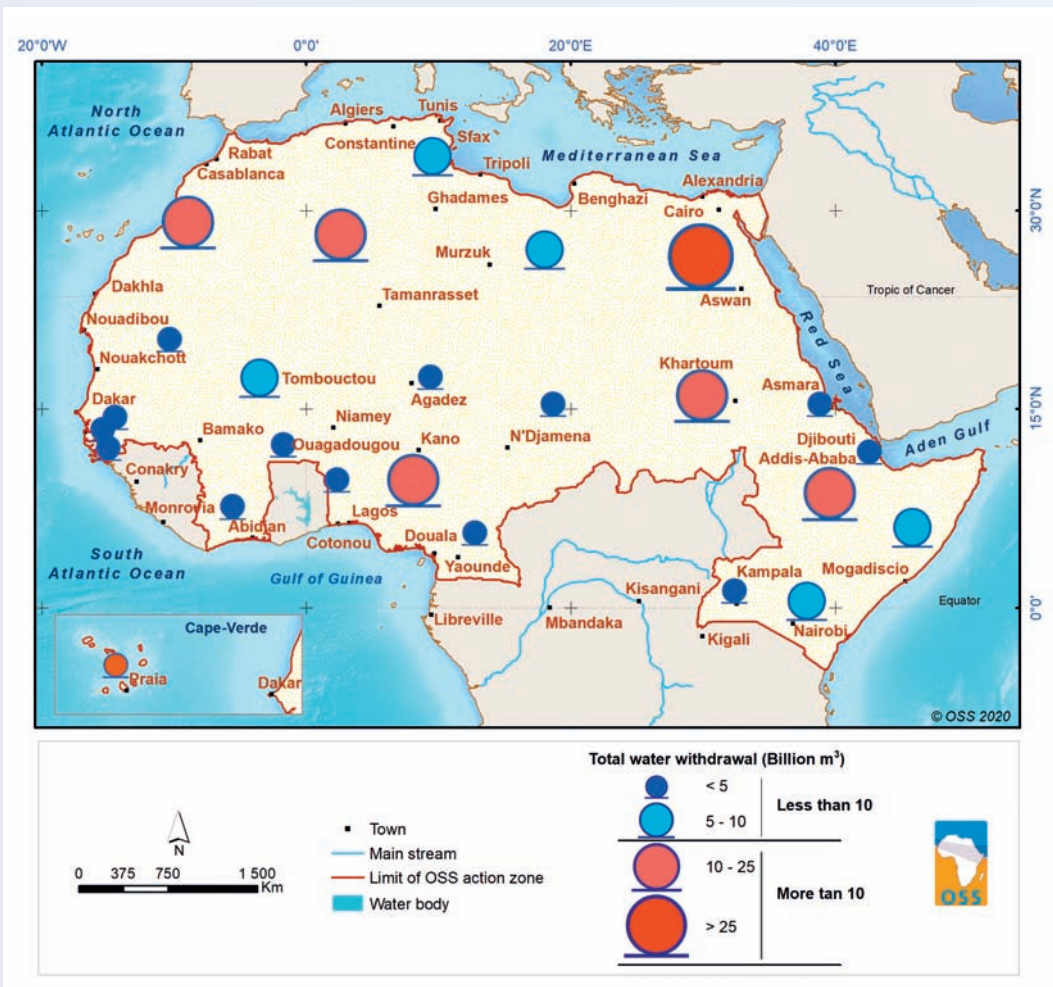 20°0'W
0°0'
20°0'E
40°0'E
North
Atlantic Ocean
Algiers
Tunis
Constantine
Sfax
Rabat
Casablanca
Tripoli
Mediterranean Sea
Ghadames
Benghazi
Alexandria
Cairo
30°0'N
Murzuk
Dakhla
Tamanrasset
Aswan
Tropic of Cancer
Nouadibou
Red Sea
Nouakchott
Khartoum
Tombouctou
Agadez
Asmara
Dakar
Niamey
15°0'N
Bamako
Ouagadougou
Kano
N'Djamena
Djibouti
Aden Gulf
Addis-Ababa
Conakry
Monrovia
Abidjan
Lagos
Cotonou
Douala
Yaounde
South
Atlantic Ocean
Gulf of Guinea
Kampala
Mogadiscio
Kisangani
Equator
0°0'
Libreville
Mbandaka
Nairobi
Kigali
Cape-Verde
Praia
Dakar
© OSS 2020
Total water withdrawal (Billion m³)
< 5
5 - 10
Less than 10
10 - 25
> 25
More tan 10
N
0 375 750 1 500
Km
Town
Main stream
Limit of OSS action zone
Water body
OSS